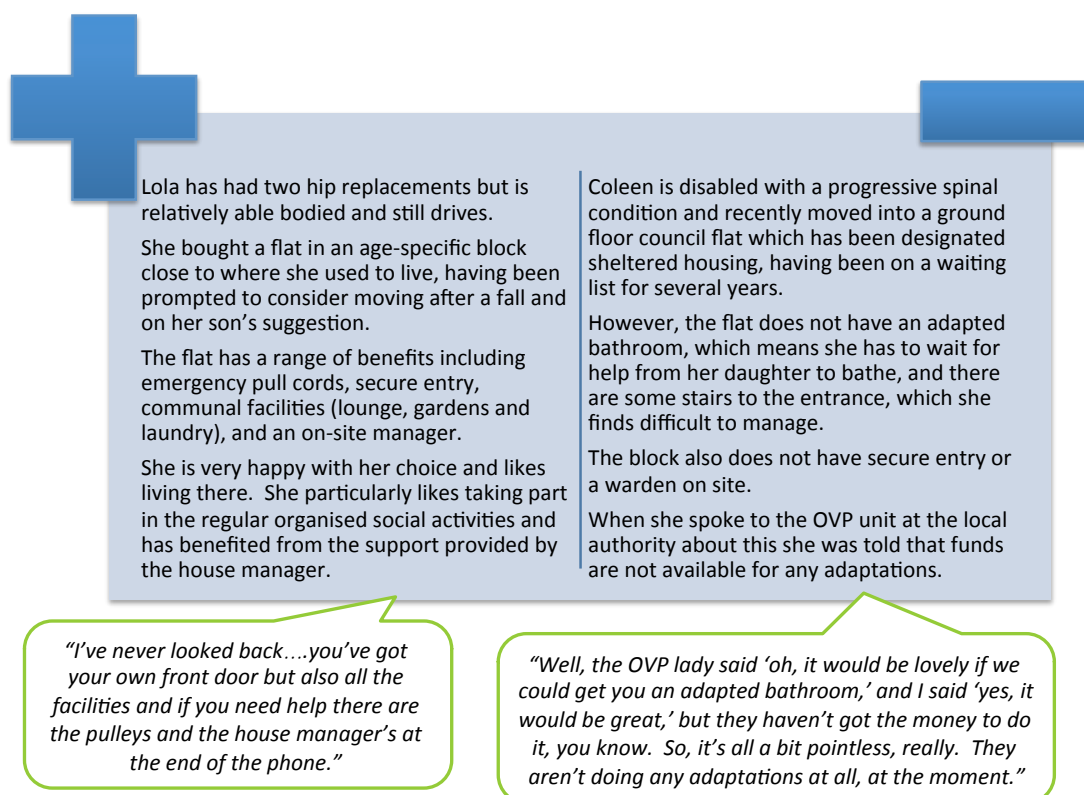 Lola has had two hip replacements but is
relatively able bodied and still drives.
She bought a flat in an age-specific block
close to where she used to live, having been
prompted to consider moving after a fall and
on her son's suggestion.
The flat has a range of benefits including
emergency pull cords, secure entry,
communal facilities (lounge, gardens and
laundry), and an on-site manager.
She is very happy with her choice and likes
living there.  She particularly likes taking part
in the regular organised social activities and
has benefited from the support provided by
the house manager.
Coleen is disabled with a progressive spinal
condition and recently moved into a ground
floor council flat which has been designated
sheltered housing, having been on a waiting
list for several years.
However, the flat does not have an adapted
bathroom, which means she has to wait for
help from her daughter to bathe, and there
are some stairs to the entrance, which she
finds difficult to manage.
The block also does not have secure entry or
a warden on site.
When she spoke to the OVP unit at the local
authority about this she was told that funds
are not available for any adaptations.
“I’ve never looked back….you’ve got
your own front door but also all the
facilities and if you need help there are
the pulleys and the house manager’s at
the end of the phone.”
“Well, the OVP lady said ‘oh, it would be lovely if we
could get you an adapted bathroom,’ and I said ‘yes, it
would be great,’ but they haven’t got the money to do
it, you know.  So, it’s all a bit pointless, really.  They
aren’t doing any adaptations at all, at the moment.”